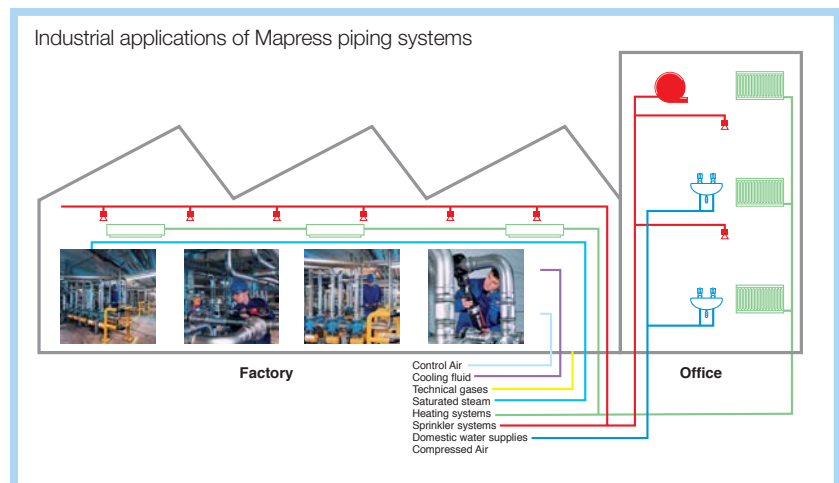 Industrial applications of Mapress piping systems
Factory
Office
Control Air
Cooling fluid
Technical gases
Saturated steam
Heating systems
Sprinkler systems
Domestic water supplies
Compressed Air